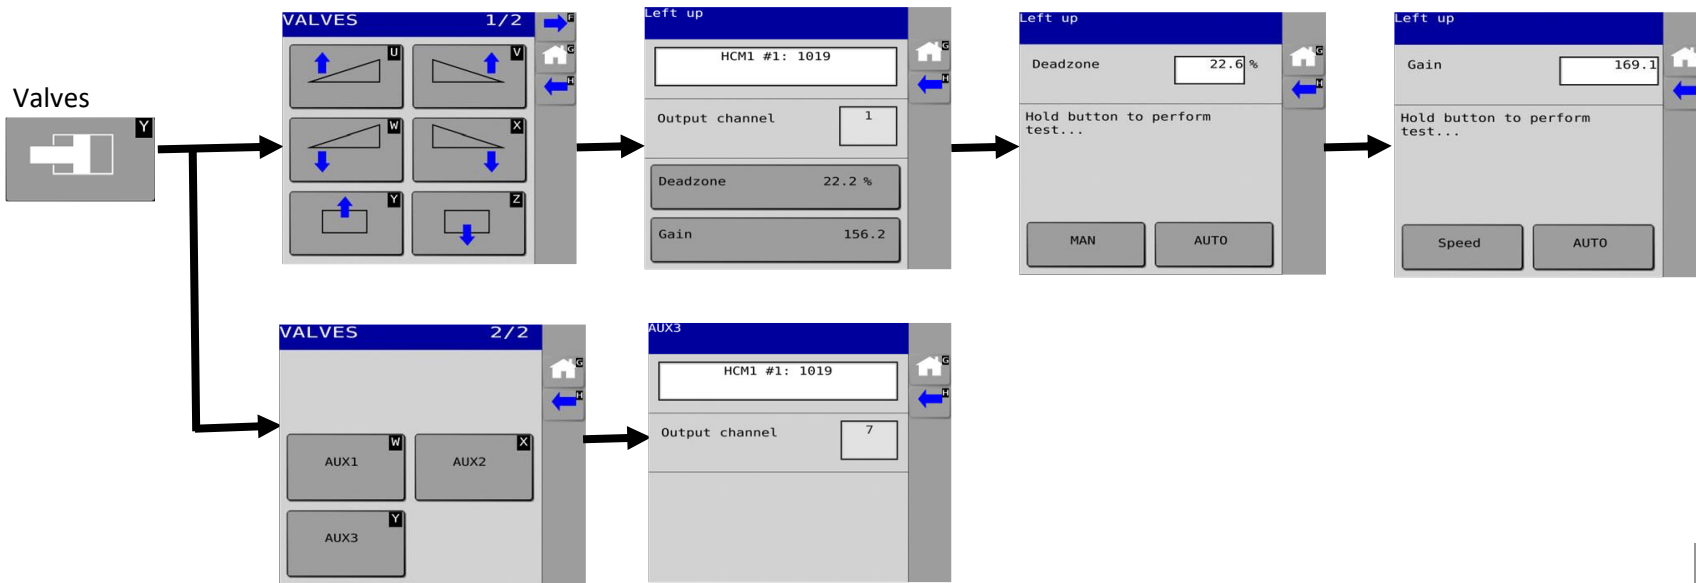 Valves
Y
VALVES 1/2
F
G
H
U
V
W
X
Y
Z
Left up
HCM1 #1: 1019
Output channel 1
Deadzone 22.2 %
Gain 156.2
G
H
Left up
Deadzone 22.6 %
Hold button to perform
test...
MAN AUTO
G
H
Left up
Gain 169.1
Hold button to perform
test...
Speed AUTO
VALVES 2/2
G
H
AUX1 W
AUX2 X
AUX3 Y
AUX3
HCM1 #1: 1019
Output channel 7
G
H